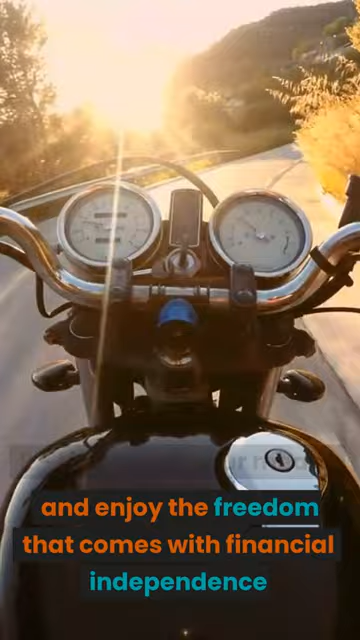 and enjoy the freedom
that comes with financial
independence